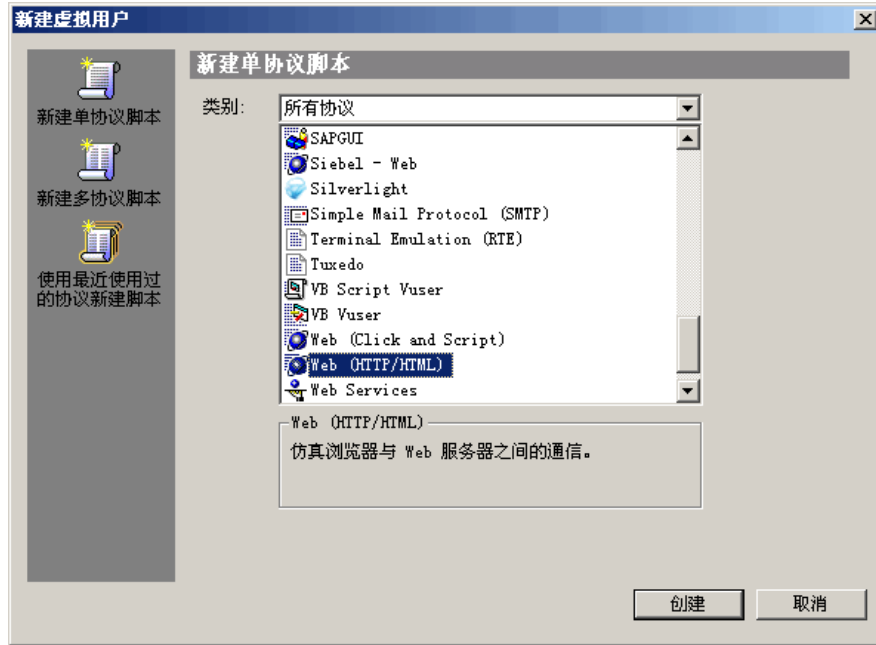 新建虚拟用户
新建单协议脚本
新建多协议脚本
使用最近使用过
的协议新建脚本
新建单协议脚本
类别:
所有协议
SAPGUI
Siebel - Web
Silverlight
Simple Mail Protocol (SMTP)
Terminal Emulation (RTE)
Tuxedo
VB Script Vuser
VB Vuser
Web (Click and Script)
Web (HTTP/HTML)
Web Services
Web (HTTP/HTML)
仿真浏览器与 Web 服务器之间的通信。
创建
取消